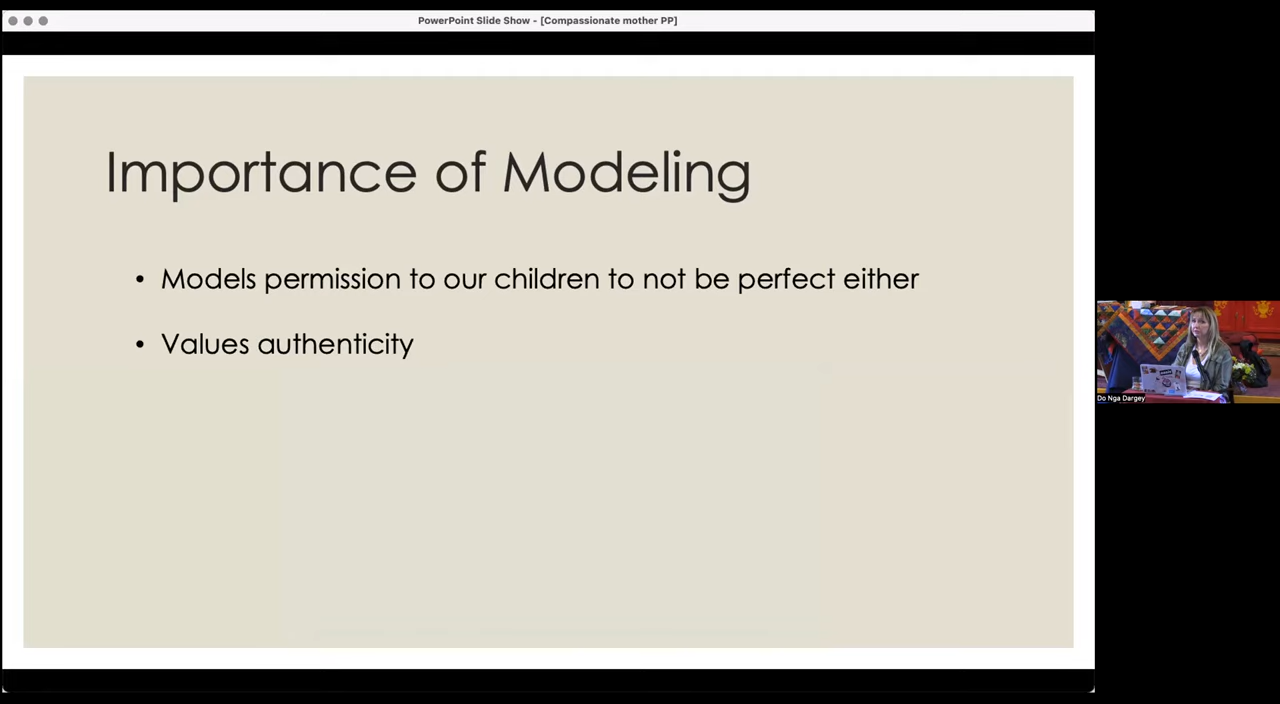 PowerPoint Slide Show - [Compassionate mother PP]
Importance of Modeling
• Models permission to our children to not be perfect either
• Values authenticity
Do Nga Dargey